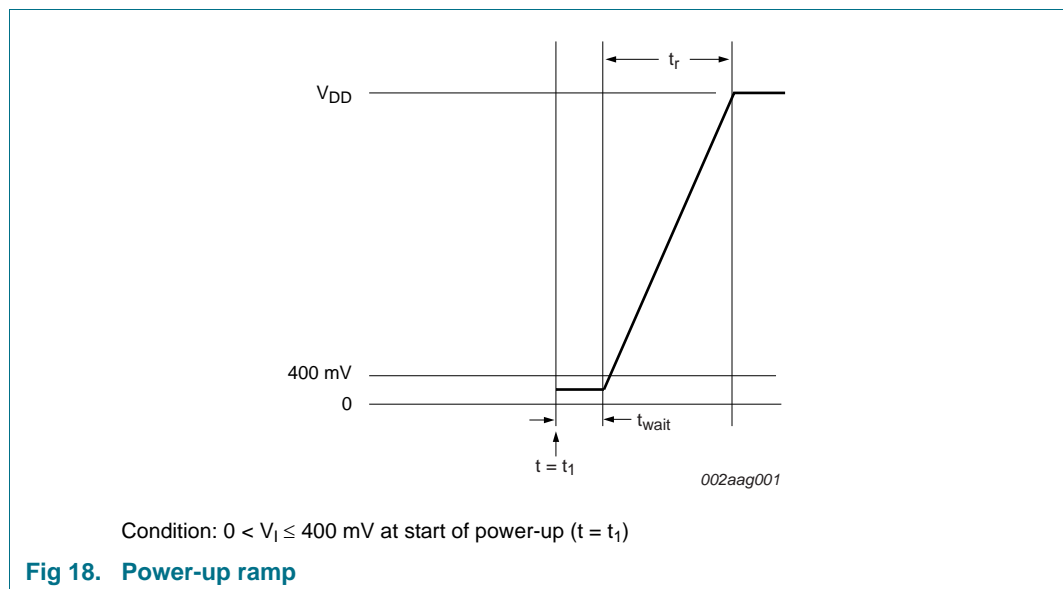 t_r
V_DD
400 mV
0
t_wait
t = t_1
002aag001
Condition: 0 < V_I ≤ 400 mV at start of power-up (t = t_1)
Fig 18. Power-up ramp